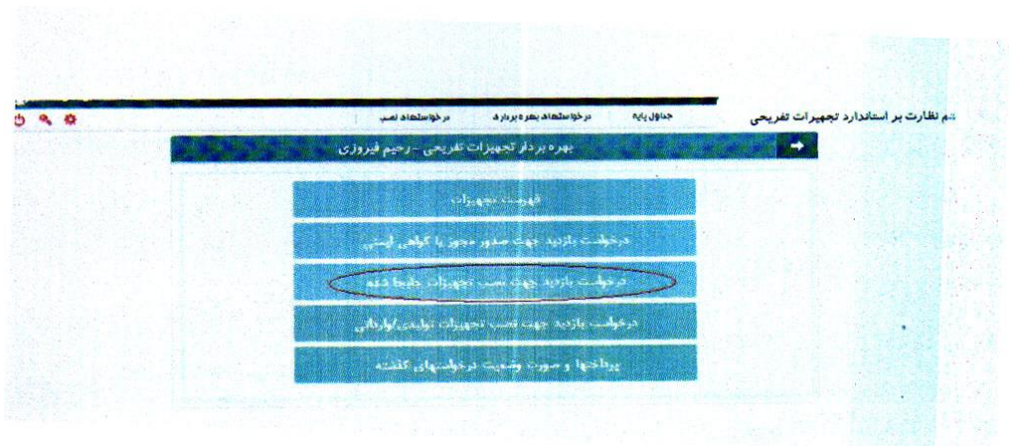 نظارت بر استاندارد تجهیزات تفریحی
جداول پایه درخواستهای بهره بردار درخواستهای نصب
بهره بردار تجهیزات تفریحی - رحیم فیروزی
فهرست تجهیزات
درخواست بازدید جهت صدور مجوز یا گواهی ایمنی
درخواست بازدید جهت نصب تجهیزات جابجا شده
درخواست بازدید جهت نصب تجهیزات تولیدی/وارداتی
پرداختها و صورت وضعیت درخواستهای گذشته